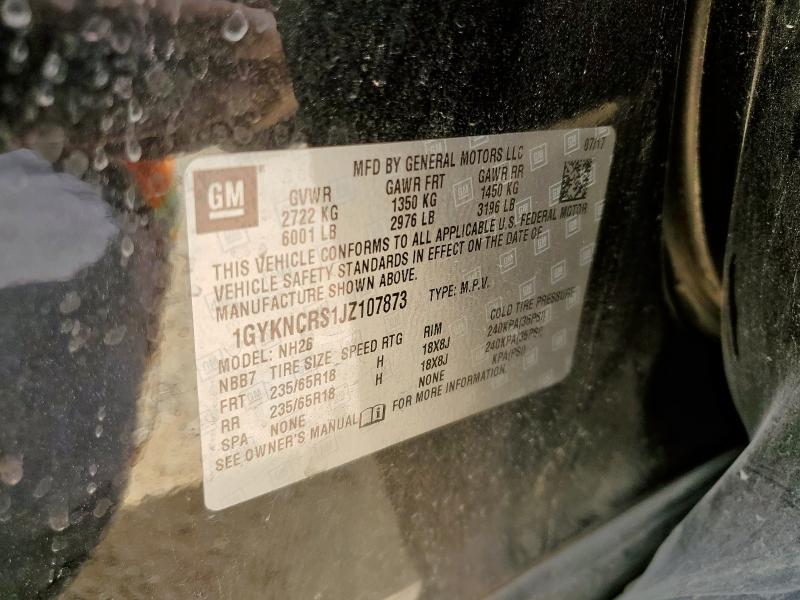 GM
MFD BY GENERAL MOTORS LLC
07/17
GVWR GAWR FRT GAWR RR
2722 KG 1350 KG 1450 KG
6001 LB 2976 LB 3196 LB
THIS VEHICLE CONFORMS TO ALL APPLICABLE U.S. FEDERAL MOTOR
VEHICLE SAFETY STANDARDS IN EFFECT ON THE DATE OF
MANUFACTURE SHOWN ABOVE.
1GYKNCRS1JZ107873 TYPE: M.P.V.
MODEL: NH26
NBB7 TIRE SIZE SPEED RTG RIM COLD TIRE PRESSURE
FRT 235/65R18 H 18X8J 240KPA(35PSI)
RR 235/65R18 H 18X8J 240KPA(35PSI)
SPA NONE NONE KPA(PSI)
SEE OWNER'S MANUAL FOR MORE INFORMATION.